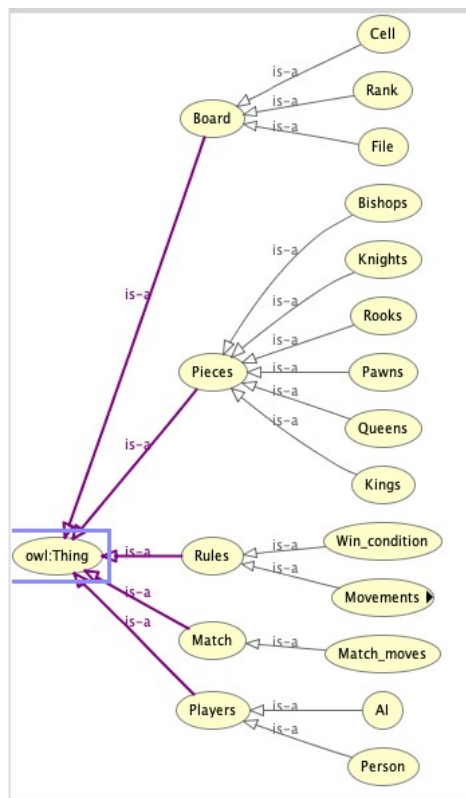 Cell
is-a
Rank
is-a
Board
is-a
File
Bishops
is-a
Knights
is-a
is-a
Rooks
is-a
Pieces
is-a
Pawns
is-a
Queens
is-a
is-a
Kings
Win_condition
is-a
owl:Thing
is-a
Rules
is-a
Movements
is-a
is-a
Match
is-a
Match_moves
Players
is-a
AI
is-a
Person